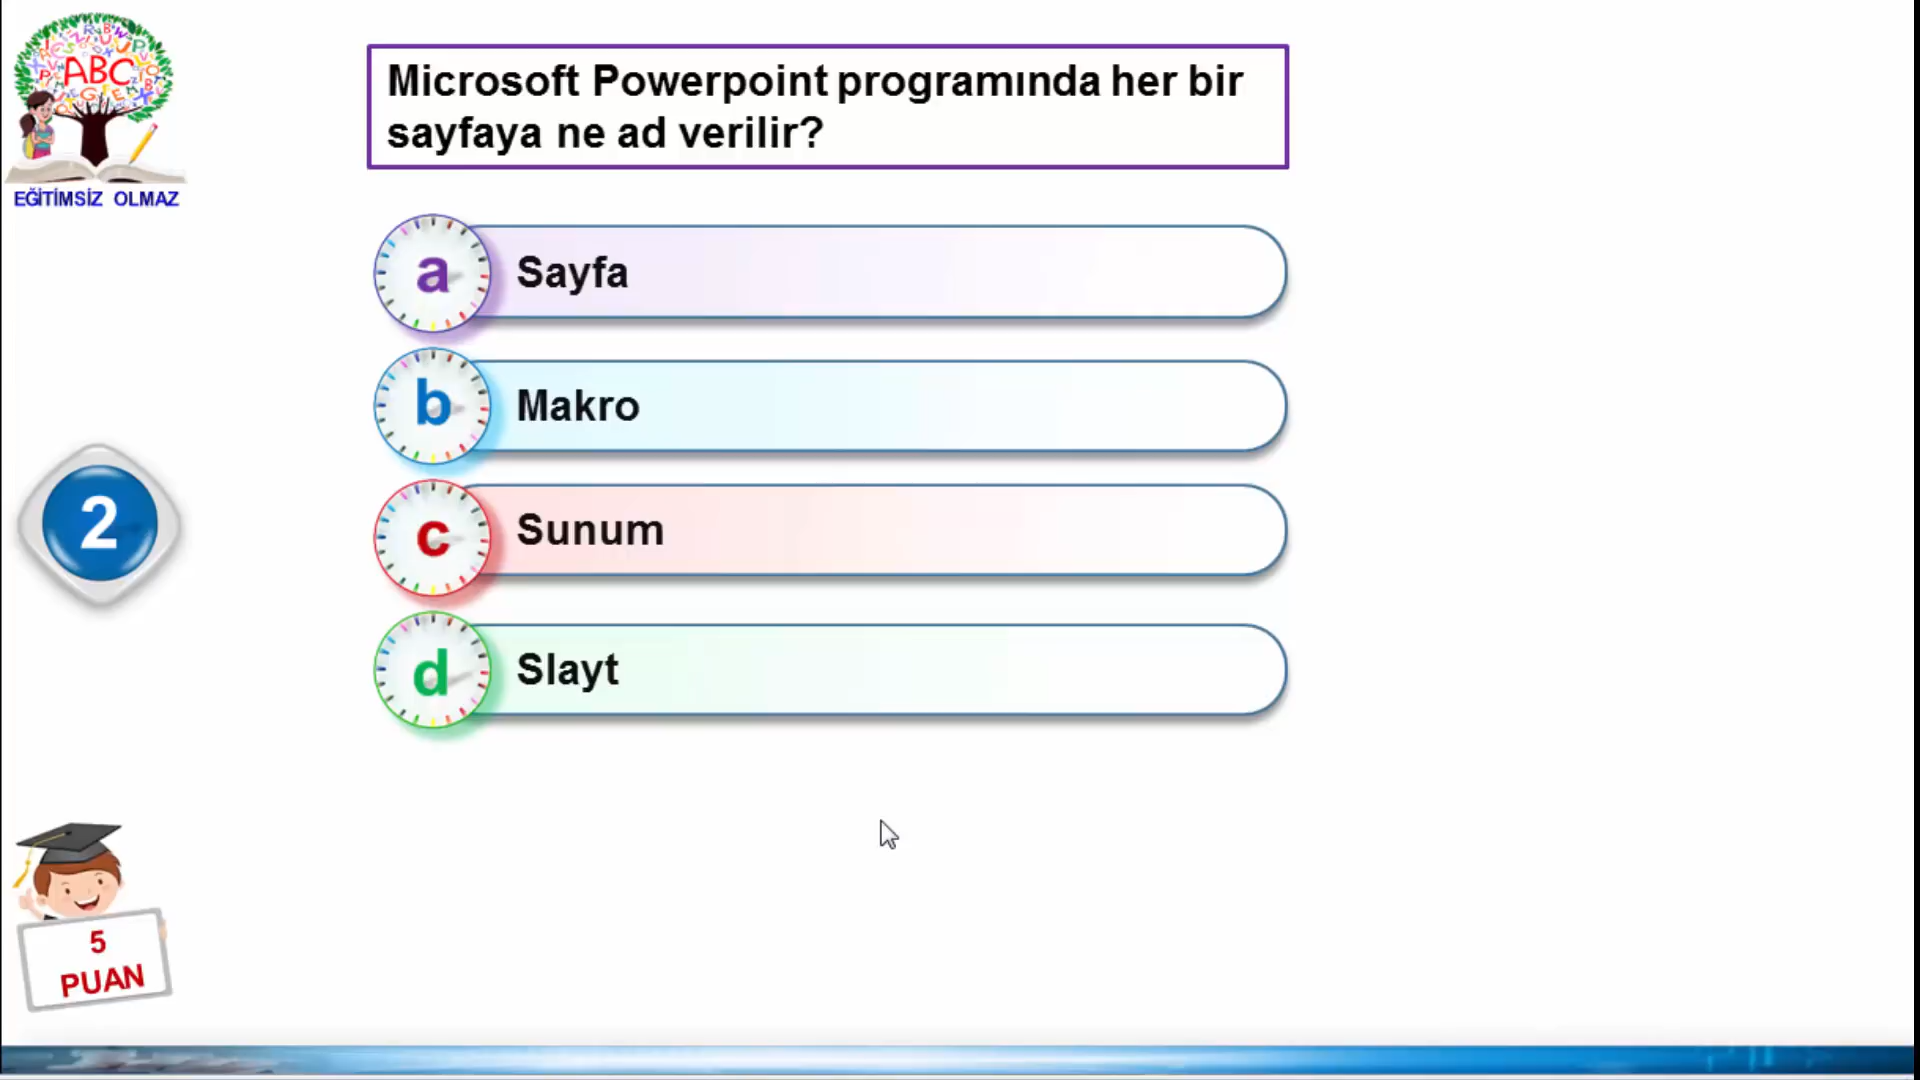 ABC
EĞİTİMSİZ OLMAZ
Microsoft Powerpoint programında her bir
sayfaya ne ad verilir?
a Sayfa
b Makro
c Sunum
d Slayt
2
5
PUAN